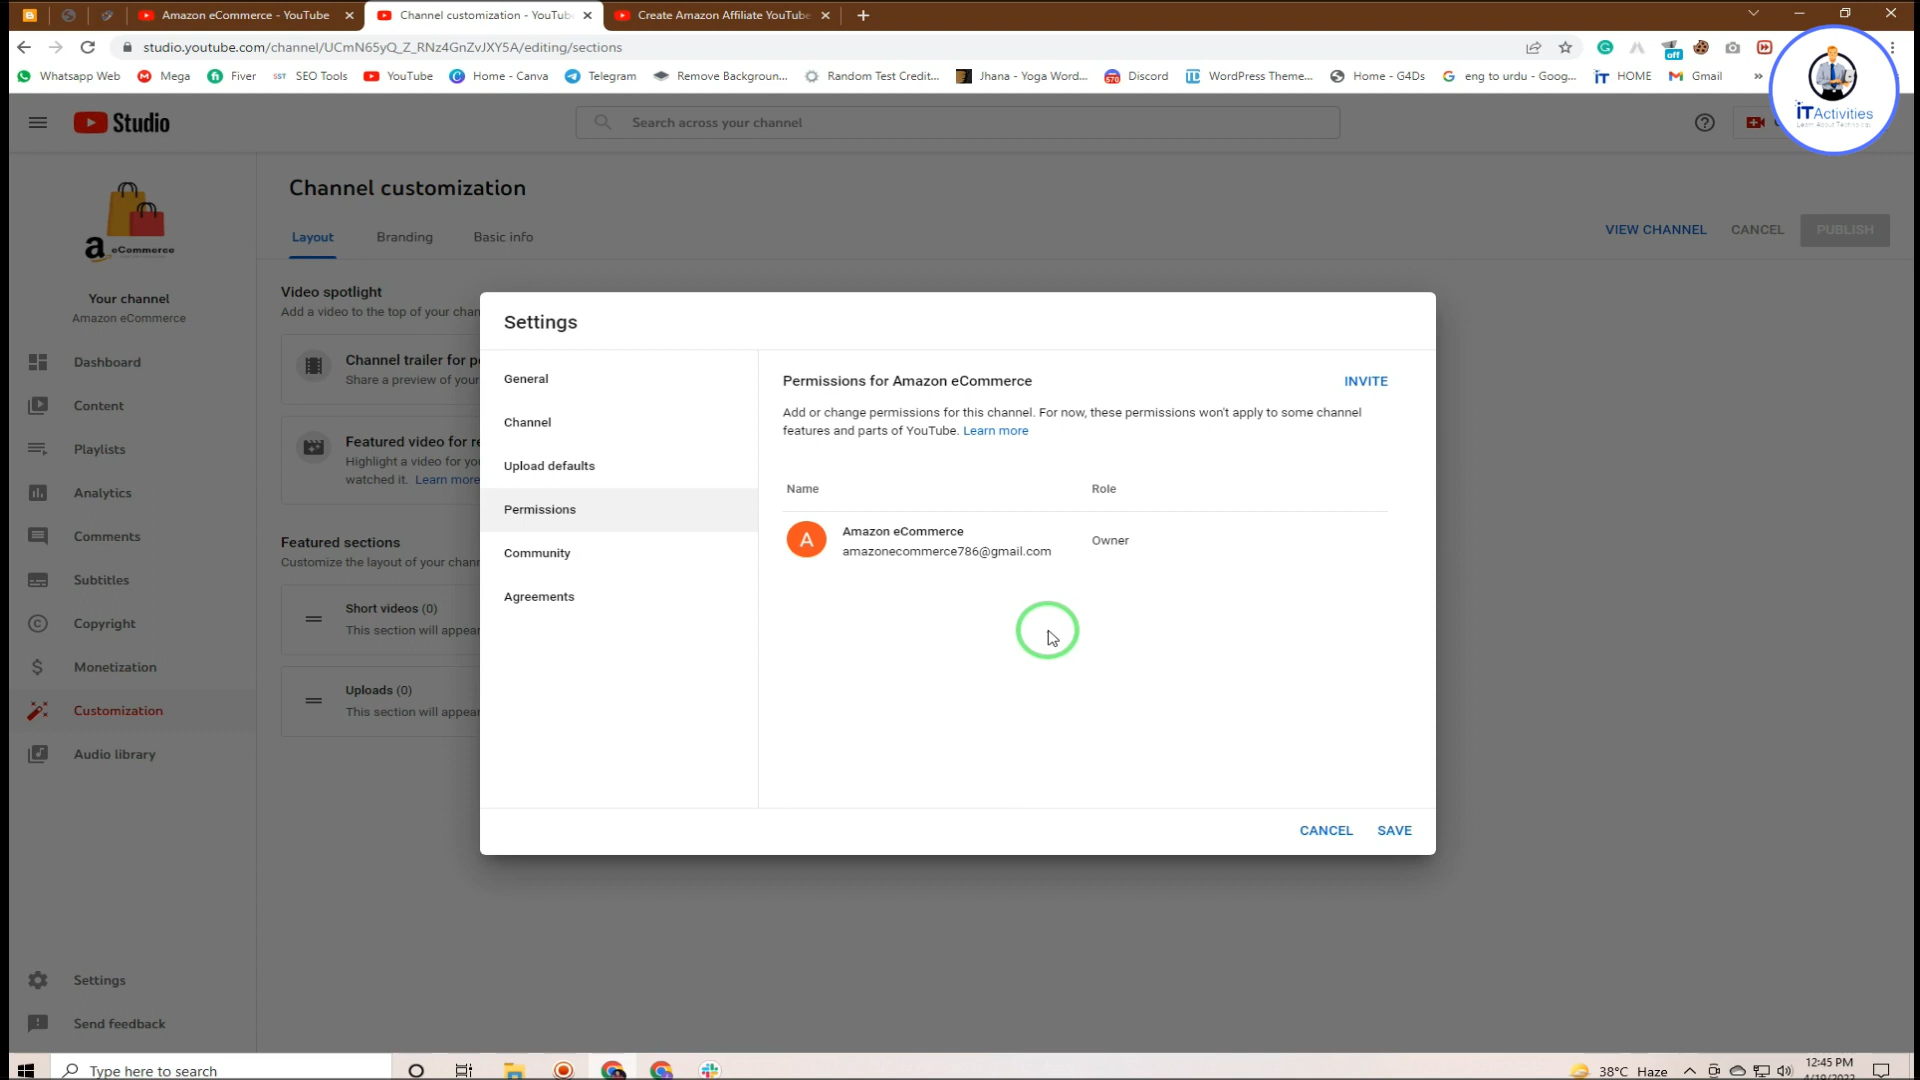 Amazon eCommerce - YouTube
Channel customization - YouTub
Create Amazon Affiliate YouTube
studio.youtube.com/channel/UCmN65yQ_Z_RNz4GnZvJXY5A/editing/sections
Whatsapp Web
Mega
Fiver
SEO Tools
YouTube
Home - Canva
Telegram
Remove Backgroun...
Random Test Credit...
Jhana - Yoga Word...
Discord
WordPress Theme...
Home - G4Ds
eng to urdu - Goog...
HOME
Gmail
off
iTActivities
Studio
Search across your channel
a eCommerce
Your channel
Amazon eCommerce
Dashboard
Content
Playlists
Analytics
Comments
Subtitles
Copyright
Monetization
Customization
Audio library
Settings
Send feedback
Channel customization
Layout
Branding
Basic info
VIEW CHANNEL
CANCEL
PUBLISH
Video spotlight
Add a video to the top of your chan
Channel trailer for p
Share a preview of your
Featured video for re
Highlight a video for yo
watched it. Learn more
Featured sections
Customize the layout of your chann
Short videos (0)
This section will appear
Uploads (0)
This section will appear
Settings
General
Channel
Upload defaults
Permissions
Community
Agreements
Permissions for Amazon eCommerce
INVITE
Add or change permissions for this channel. For now, these permissions won't apply to some channel
features and parts of YouTube. Learn more
Name
Role
A
Amazon eCommerce
amazonecommerce786@gmail.com
Owner
CANCEL
SAVE
Type here to search
38°C Haze
12:45 PM